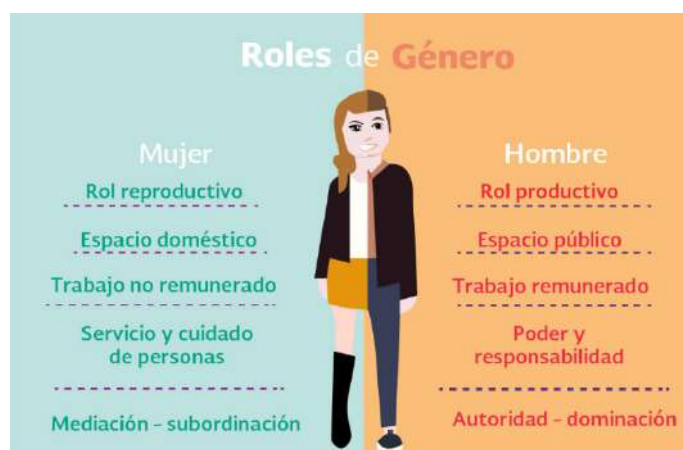 Roles de Género
Mujer
Rol reproductivo
Espacio doméstico
Trabajo no remunerado
Servicio y cuidado
de personas
Mediación - subordinación
Hombre
Rol productivo
Espacio público
Trabajo remunerado
Poder y
responsabilidad
Autoridad - dominación